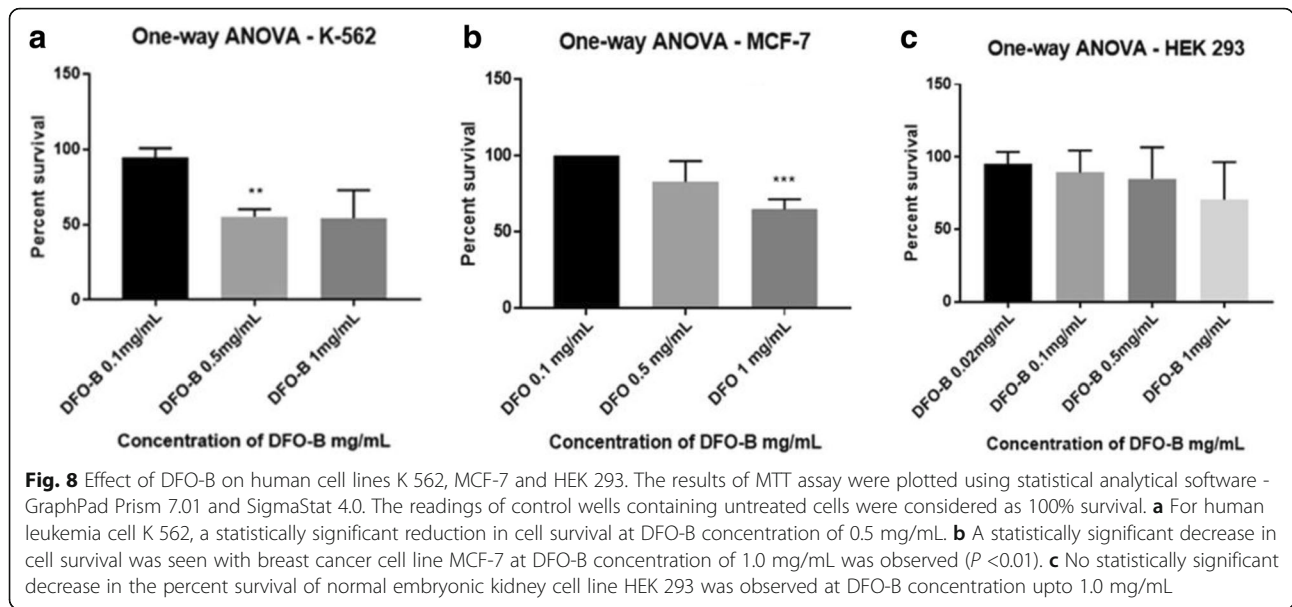 a
One-way ANOVA - K-562
Percent survival
150
100
50
0
**
DFO-B 0.1mg/mL
DFO-B 0.5mg/mL
DFO-B 1mg/mL
Concentration of DFO-B mg/mL
b
One-way ANOVA - MCF-7
Percent survival
150
100
50
0
***
DFO 0.1 mg/mL
DFO 0.5 mg/mL
DFO 1 mg/mL
Concentration of DFO-B mg/mL
c
One-way ANOVA - HEK 293
Percent survival
150
100
50
0
DFO-B 0.02mg/mL
DFO-B 0.1mg/mL
DFO-B 0.5mg/mL
DFO-B 1mg/mL
Concentration of DFO-B mg/mL
Fig. 8 Effect of DFO-B on human cell lines K 562, MCF-7 and HEK 293. The results of MTT assay were plotted using statistical analytical software -
GraphPad Prism 7.01 and SigmaStat 4.0. The readings of control wells containing untreated cells were considered as 100% survival. a For human
leukemia cell K 562, a statistically significant reduction in cell survival at DFO-B concentration of 0.5 mg/mL. b A statistically significant decrease in
cell survival was seen with breast cancer cell line MCF-7 at DFO-B concentration of 1.0 mg/mL was observed (P <0.01). c No statistically significant
decrease in the percent survival of normal embryonic kidney cell line HEK 293 was observed at DFO-B concentration upto 1.0 mg/mL